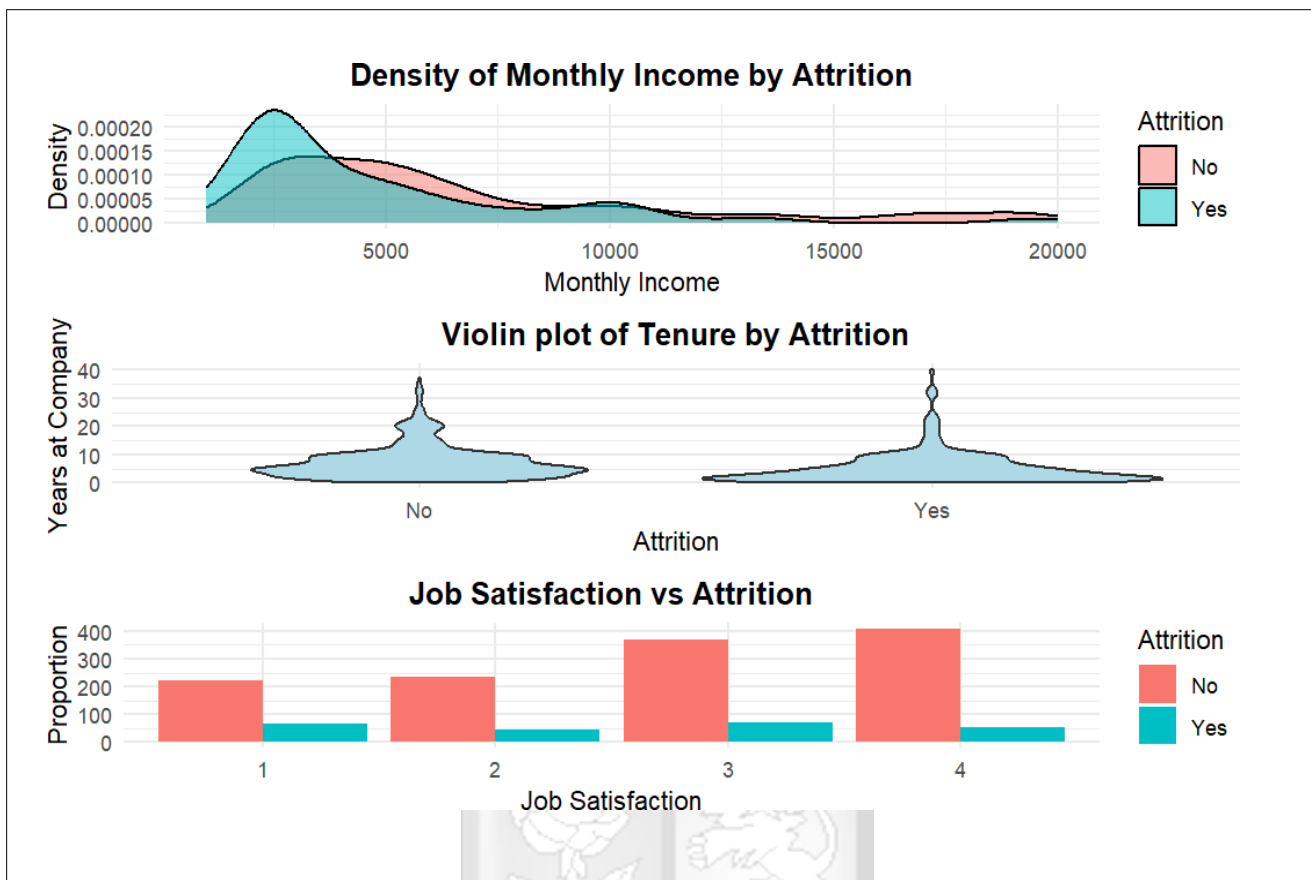 Density of Monthly Income by Attrition
Density
0.00020
0.00015
0.00010
0.00005
0.00000
5000 10000 15000 20000
Monthly Income
Attrition
No
Yes
Violin plot of Tenure by Attrition
Years at Company
40
30
20
10
0
No Yes
Attrition
Job Satisfaction vs Attrition
Proportion
400
300
200
100
0
1 2 3 4
Job Satisfaction
Attrition
No
Yes